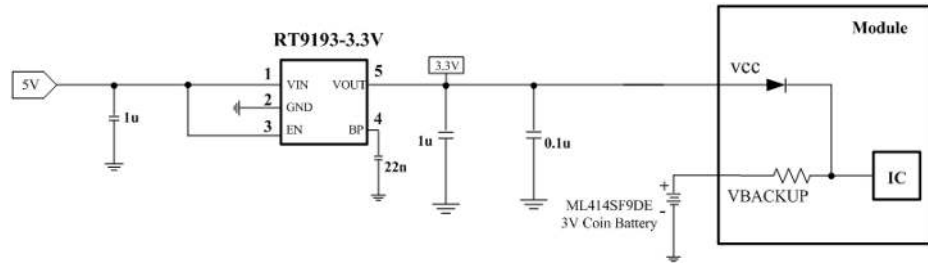 Module
RT9193-3.3V
5V
1
VIN
VOUT
5
3.3V
VCC
2
GND
3
EN
BP
4
1u
22n
1u
0.1u
IC
+
-
ML414SF9DE
3V Coin Battery
VBACKUP